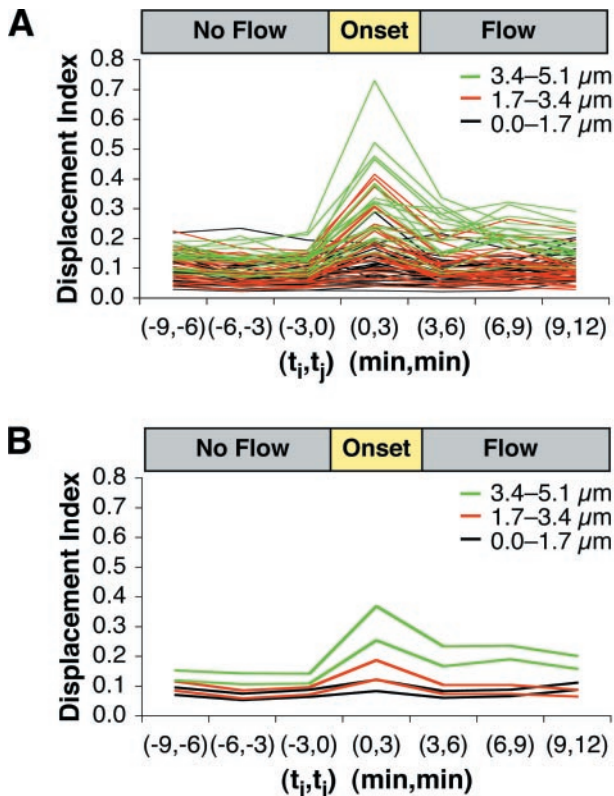 A
No Flow Onset Flow
Displacement Index
0.8
0.7
0.6
0.5
0.4
0.3
0.2
0.1
0.0
3.4–5.1 µm
1.7–3.4 µm
0.0–1.7 µm
(-9,-6) (-6,-3) (-3,0) (0,3) (3,6) (6,9) (9,12)
(ti,tj) (min,min)
B
No Flow Onset Flow
Displacement Index
0.8
0.7
0.6
0.5
0.4
0.3
0.2
0.1
0.0
3.4–5.1 µm
1.7–3.4 µm
0.0–1.7 µm
(-9,-6) (-6,-3) (-3,0) (0,3) (3,6) (6,9) (9,12)
(ti,tj) (min,min)